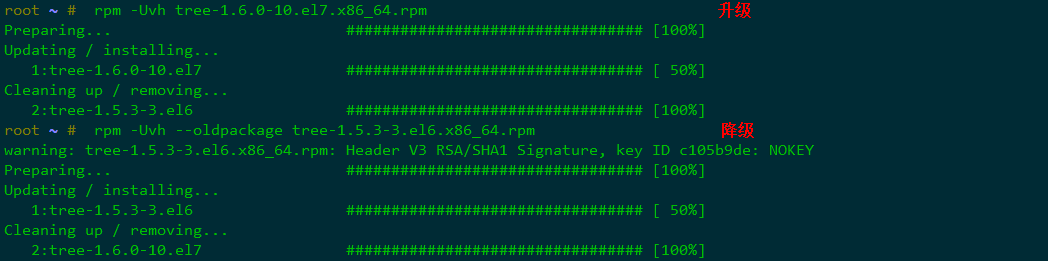 root ~ #  rpm -Uvh tree-1.6.0-10.el7.x86_64.rpm 升级
Preparing... ################################# [100%]
Updating / installing...
1:tree-1.6.0-10.el7 ################################# [ 50%]
Cleaning up / removing...
2:tree-1.5.3-3.el6 ################################# [100%]
root ~ #  rpm -Uvh --oldpackage tree-1.5.3-3.el6.x86_64.rpm 降级
warning: tree-1.5.3-3.el6.x86_64.rpm: Header V3 RSA/SHA1 Signature, key ID c105b9de: NOKEY
Preparing... ################################# [100%]
Updating / installing...
1:tree-1.5.3-3.el6 ################################# [ 50%]
Cleaning up / removing...
2:tree-1.6.0-10.el7 ################################# [100%]